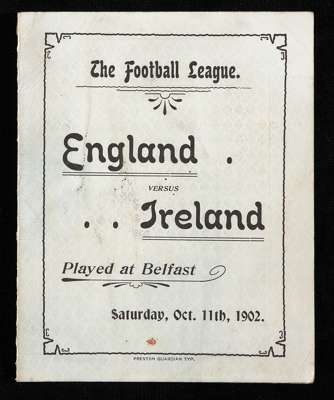 The Football League.
England .
VERSUS
. . Ireland
Played at Belfast
Saturday, Oct. 11th, 1902.
PRESTON GUARDIAN TYP.